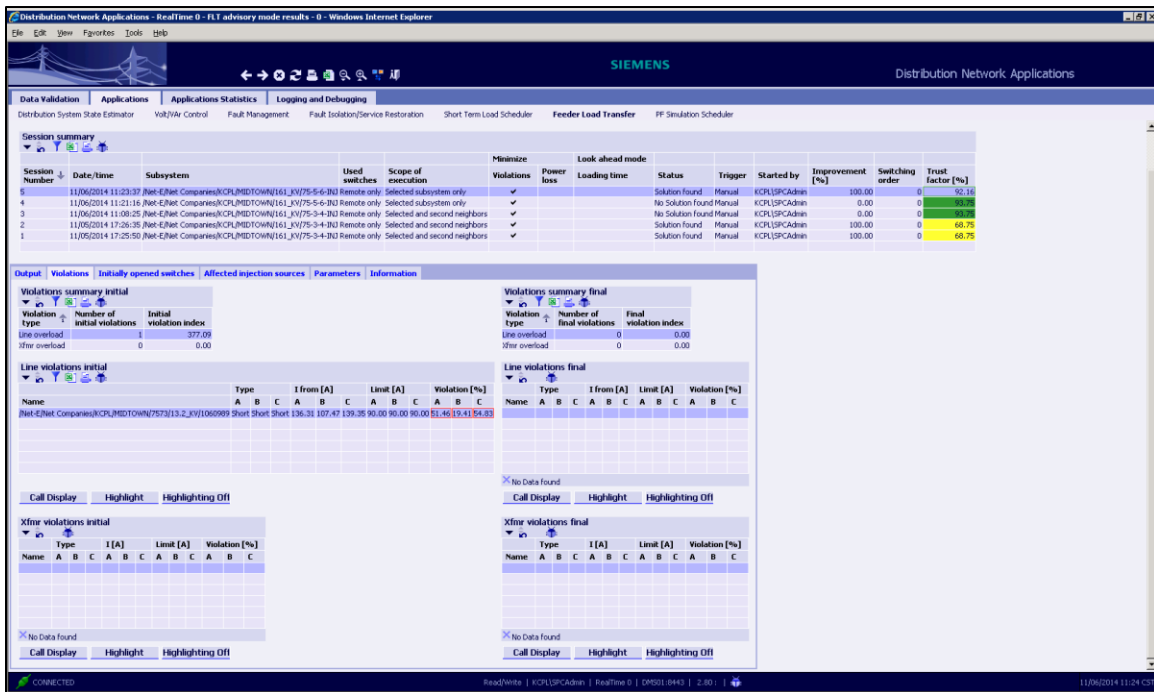 Distribution Network Applications - RealTime 0 - FLT advisory mode results - 0 - Windows Internet Explorer
File Edit View Favorites Tools Help
SIEMENS
Distribution Network Applications
Data Validation Applications Applications Statistics Logging and Debugging
Distribution System State Estimator Volt/VAr Control Fault Management Fault Isolation/Service Restoration Short Term Load Scheduler Feeder Load Transfer PF Simulation Scheduler
Session summary
Minimize Look ahead mode
Session Number Date/time Subsystem Used switches Scope of execution Violations Power loss Loading time Status Trigger Started by Improvement [%] Switching order Trust factor [%]
5 11/06/2014 11:23:37 /Net-E/Net Companies/KCPL/MIDTOWN/161_KV/75-5-6-INJ Remote only Selected subsystem only Solution found Manual KCPL\SPCAdmin 100.00 0 92.16
4 11/06/2014 11:21:16 /Net-E/Net Companies/KCPL/MIDTOWN/161_KV/75-5-6-INJ Remote only Selected subsystem only No Solution found Manual KCPL\SPCAdmin 0.00 0 93.75
3 11/06/2014 11:08:25 /Net-E/Net Companies/KCPL/MIDTOWN/161_KV/75-3-4-INJ Remote only Selected and second neighbors No Solution found Manual KCPL\SPCAdmin 0.00 0 93.75
2 11/05/2014 17:26:35 /Net-E/Net Companies/KCPL/MIDTOWN/161_KV/75-3-4-INJ Remote only Selected and second neighbors Solution found Manual KCPL\SPCAdmin 100.00 0 68.75
1 11/05/2014 17:25:50 /Net-E/Net Companies/KCPL/MIDTOWN/161_KV/75-3-4-INJ Remote only Selected and second neighbors Solution found Manual KCPL\SPCAdmin 100.00 0 68.75
Output Violations Initially opened switches Affected injection sources Parameters Information
Violations summary initial
Violation type Number of initial violations Initial violation index
Line overload 1 377.09
Xfmr overload 0 0.00
Violations summary final
Violation type Number of final violations Final violation index
Line overload 0 0.00
Xfmr overload 0 0.00
Line violations initial
Type I from [A] Limit [A] Violation [%]
Name A B C A B C A B C A B C
/Net-E/Net Companies/KCPL/MIDTOWN/7573/13.2_KV/1060989 Short Short Short 136.31 107.47 139.35 90.00 90.00 90.00 51.46 19.41 54.83
Call Display Highlight Highlighting Off
Line violations final
Type I from [A] Limit [A] Violation [%]
Name A B C A B C A B C A B C
No Data found
Call Display Highlight Highlighting Off
Xfmr violations initial
Type I [A] Limit [A] Violation [%]
Name A B C A B C A B C A B C
No Data found
Call Display Highlight Highlighting Off
Xfmr violations final
Type I [A] Limit [A] Violation [%]
Name A B C A B C A B C A B C
No Data found
Call Display Highlight Highlighting Off
CONNECTED Read/Write | KCPL\SPCAdmin | RealTime 0 | DMS01:8443 | 2.80 : | 11/06/2014 11:24 CST